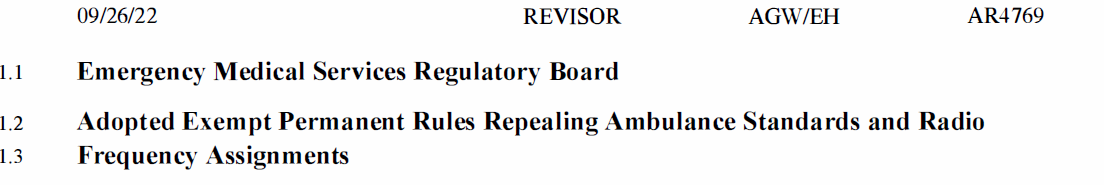 09/26/22 REVISOR AGW/EH AR4769
1.1 Emergency Medical Services Regulatory Board
1.2 Adopted Exempt Permanent Rules Repealing Ambulance Standards and Radio
1.3 Frequency Assignments